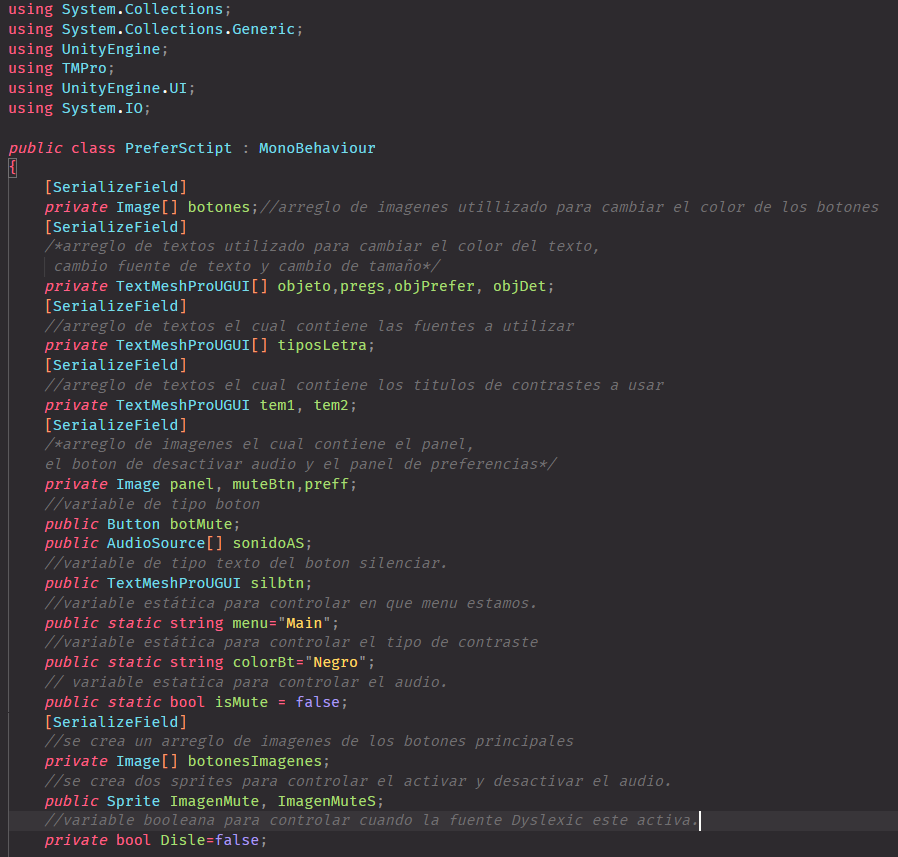 using System.Collections;
using System.Collections.Generic;
using UnityEngine;
using TMPro;
using UnityEngine.UI;
using System.IO;
public class PreferSctipt : MonoBehaviour
{
[SerializeField]
private Image[] botones;//arreglo de imagenes utillizado para cambiar el color de los botones
[SerializeField]
/*arreglo de textos utilizado para cambiar el color del texto,
cambio fuente de texto y cambio de tamaño*/
private TextMeshProUGUI[] objeto,pregs,objPrefer, objDet;
[SerializeField]
//arreglo de textos el cual contiene las fuentes a utilizar
private TextMeshProUGUI[] tiposLetra;
[SerializeField]
//arreglo de textos el cual contiene los titulos de contrastes a usar
private TextMeshProUGUI tem1, tem2;
[SerializeField]
/*arreglo de imagenes el cual contiene el panel,
el boton de desactivar audio y el panel de preferencias*/
private Image panel, muteBtn,preff;
//variable de tipo boton
public Button botMute;
public AudioSource[] sonidoAS;
//variable de tipo texto del boton silenciar.
public TextMeshProUGUI silbtn;
//variable estática para controlar en que menu estamos.
public static string menu="Main";
//variable estática para controlar el tipo de contraste
public static string colorBt="Negro";
// variable estatica para controlar el audio.
public static bool isMute = false;
[SerializeField]
//se crea un arreglo de imagenes de los botones principales
private Image[] botonesImagenes;
//se crea dos sprites para controlar el activar y desactivar el audio.
public Sprite ImagenMute, ImagenMuteS;
//variable booleana para controlar cuando la fuente Dyslexic este activa.
private bool Disle=false;